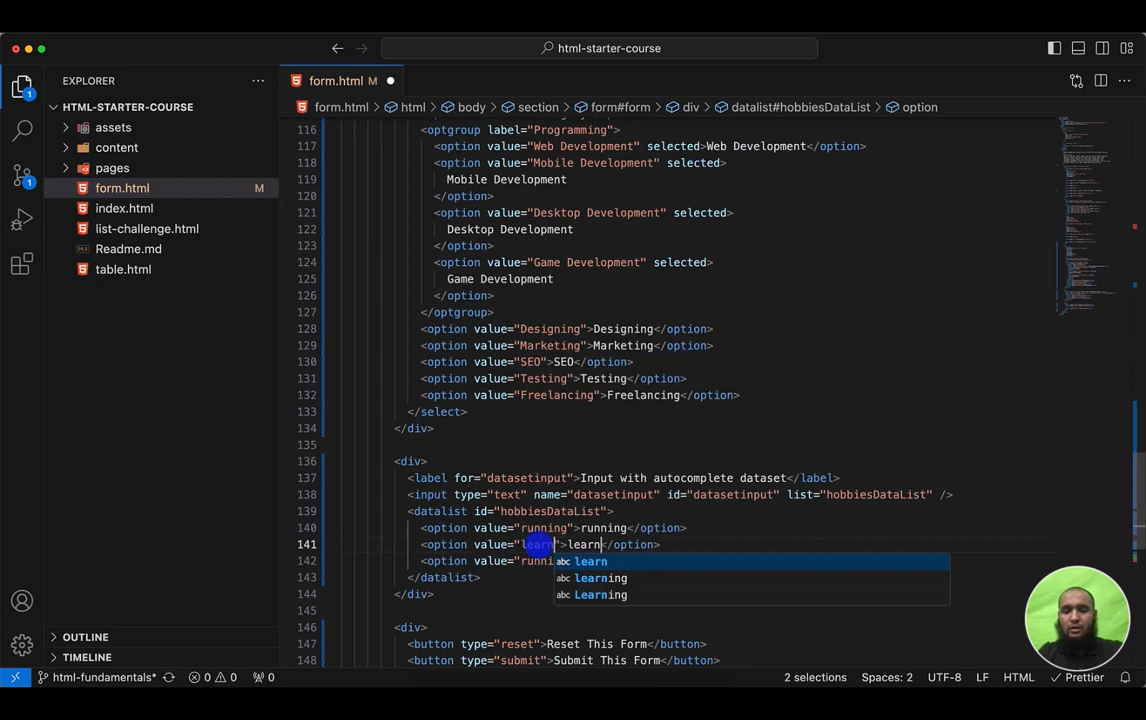 html-starter-course
EXPLORER
form.html M
HTML-STARTER-COURSE
form.html > html > body > section > form#form > div > datalist#hobbiesDataList > option
assets
content
pages
form.html M
index.html
list-challenge.html
Readme.md
table.html
116 <optgroup label="Programming">
117 <option value="Web Development" selected>Web Development</option>
118 <option value="Mobile Development" selected>
119 Mobile Development
120 </option>
121 <option value="Desktop Development" selected>
122 Desktop Development
123 </option>
124 <option value="Game Development" selected>
125 Game Development
126 </option>
127 </optgroup>
128 <option value="Designing">Designing</option>
129 <option value="Marketing">Marketing</option>
130 <option value="SEO">SEO</option>
131 <option value="Testing">Testing</option>
132 <option value="Freelancing">Freelancing</option>
133 </select>
134 </div>
135
136 <div>
137 <label for="datasetinput">Input with autocomplete dataset</label>
138 <input type="text" name="datasetinput" id="datasetinput" list="hobbiesDataList" />
139 <datalist id="hobbiesDataList">
140 <option value="running">running</option>
141 <option value="learn">learn</option>
142 <option value="runni
abc learn
abc learning
abc Learning
143 </datalist>
144 </div>
145
146 <div>
147 <button type="reset">Reset This Form</button>
148 <button type="submit">Submit This Form</button>
OUTLINE
TIMELINE
1
1
html-fundamentals* 0 0 0 2 selections Spaces: 2 UTF-8 LF HTML Prettier